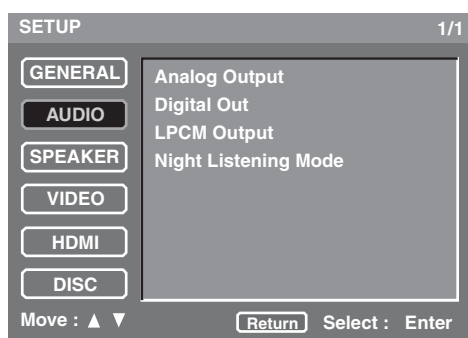 SETUP 1/1
GENERAL
AUDIO
SPEAKER
VIDEO
HDMI
DISC
Analog Output
Digital Out
LPCM Output
Night Listening Mode
Move : ▲ ▼ Return Select : Enter